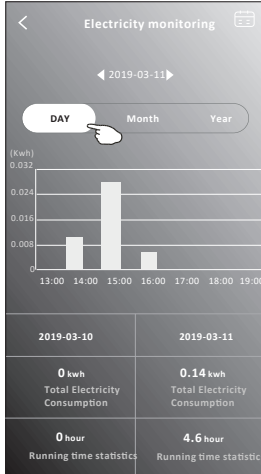 Electricity monitoring
2019-03-11
DAY Month Year
(Kwh)
0.032
0.024
0.016
0.008
0
13:00 14:00 15:00 16:00 17:00 18:00 19:00
2019-03-10 2019-03-11
0 kwh 0.14 kwh
Total Electricity Total Electricity
Consumption Consumption
0 hour 4.6 hour
Running time statistics Running time statistic